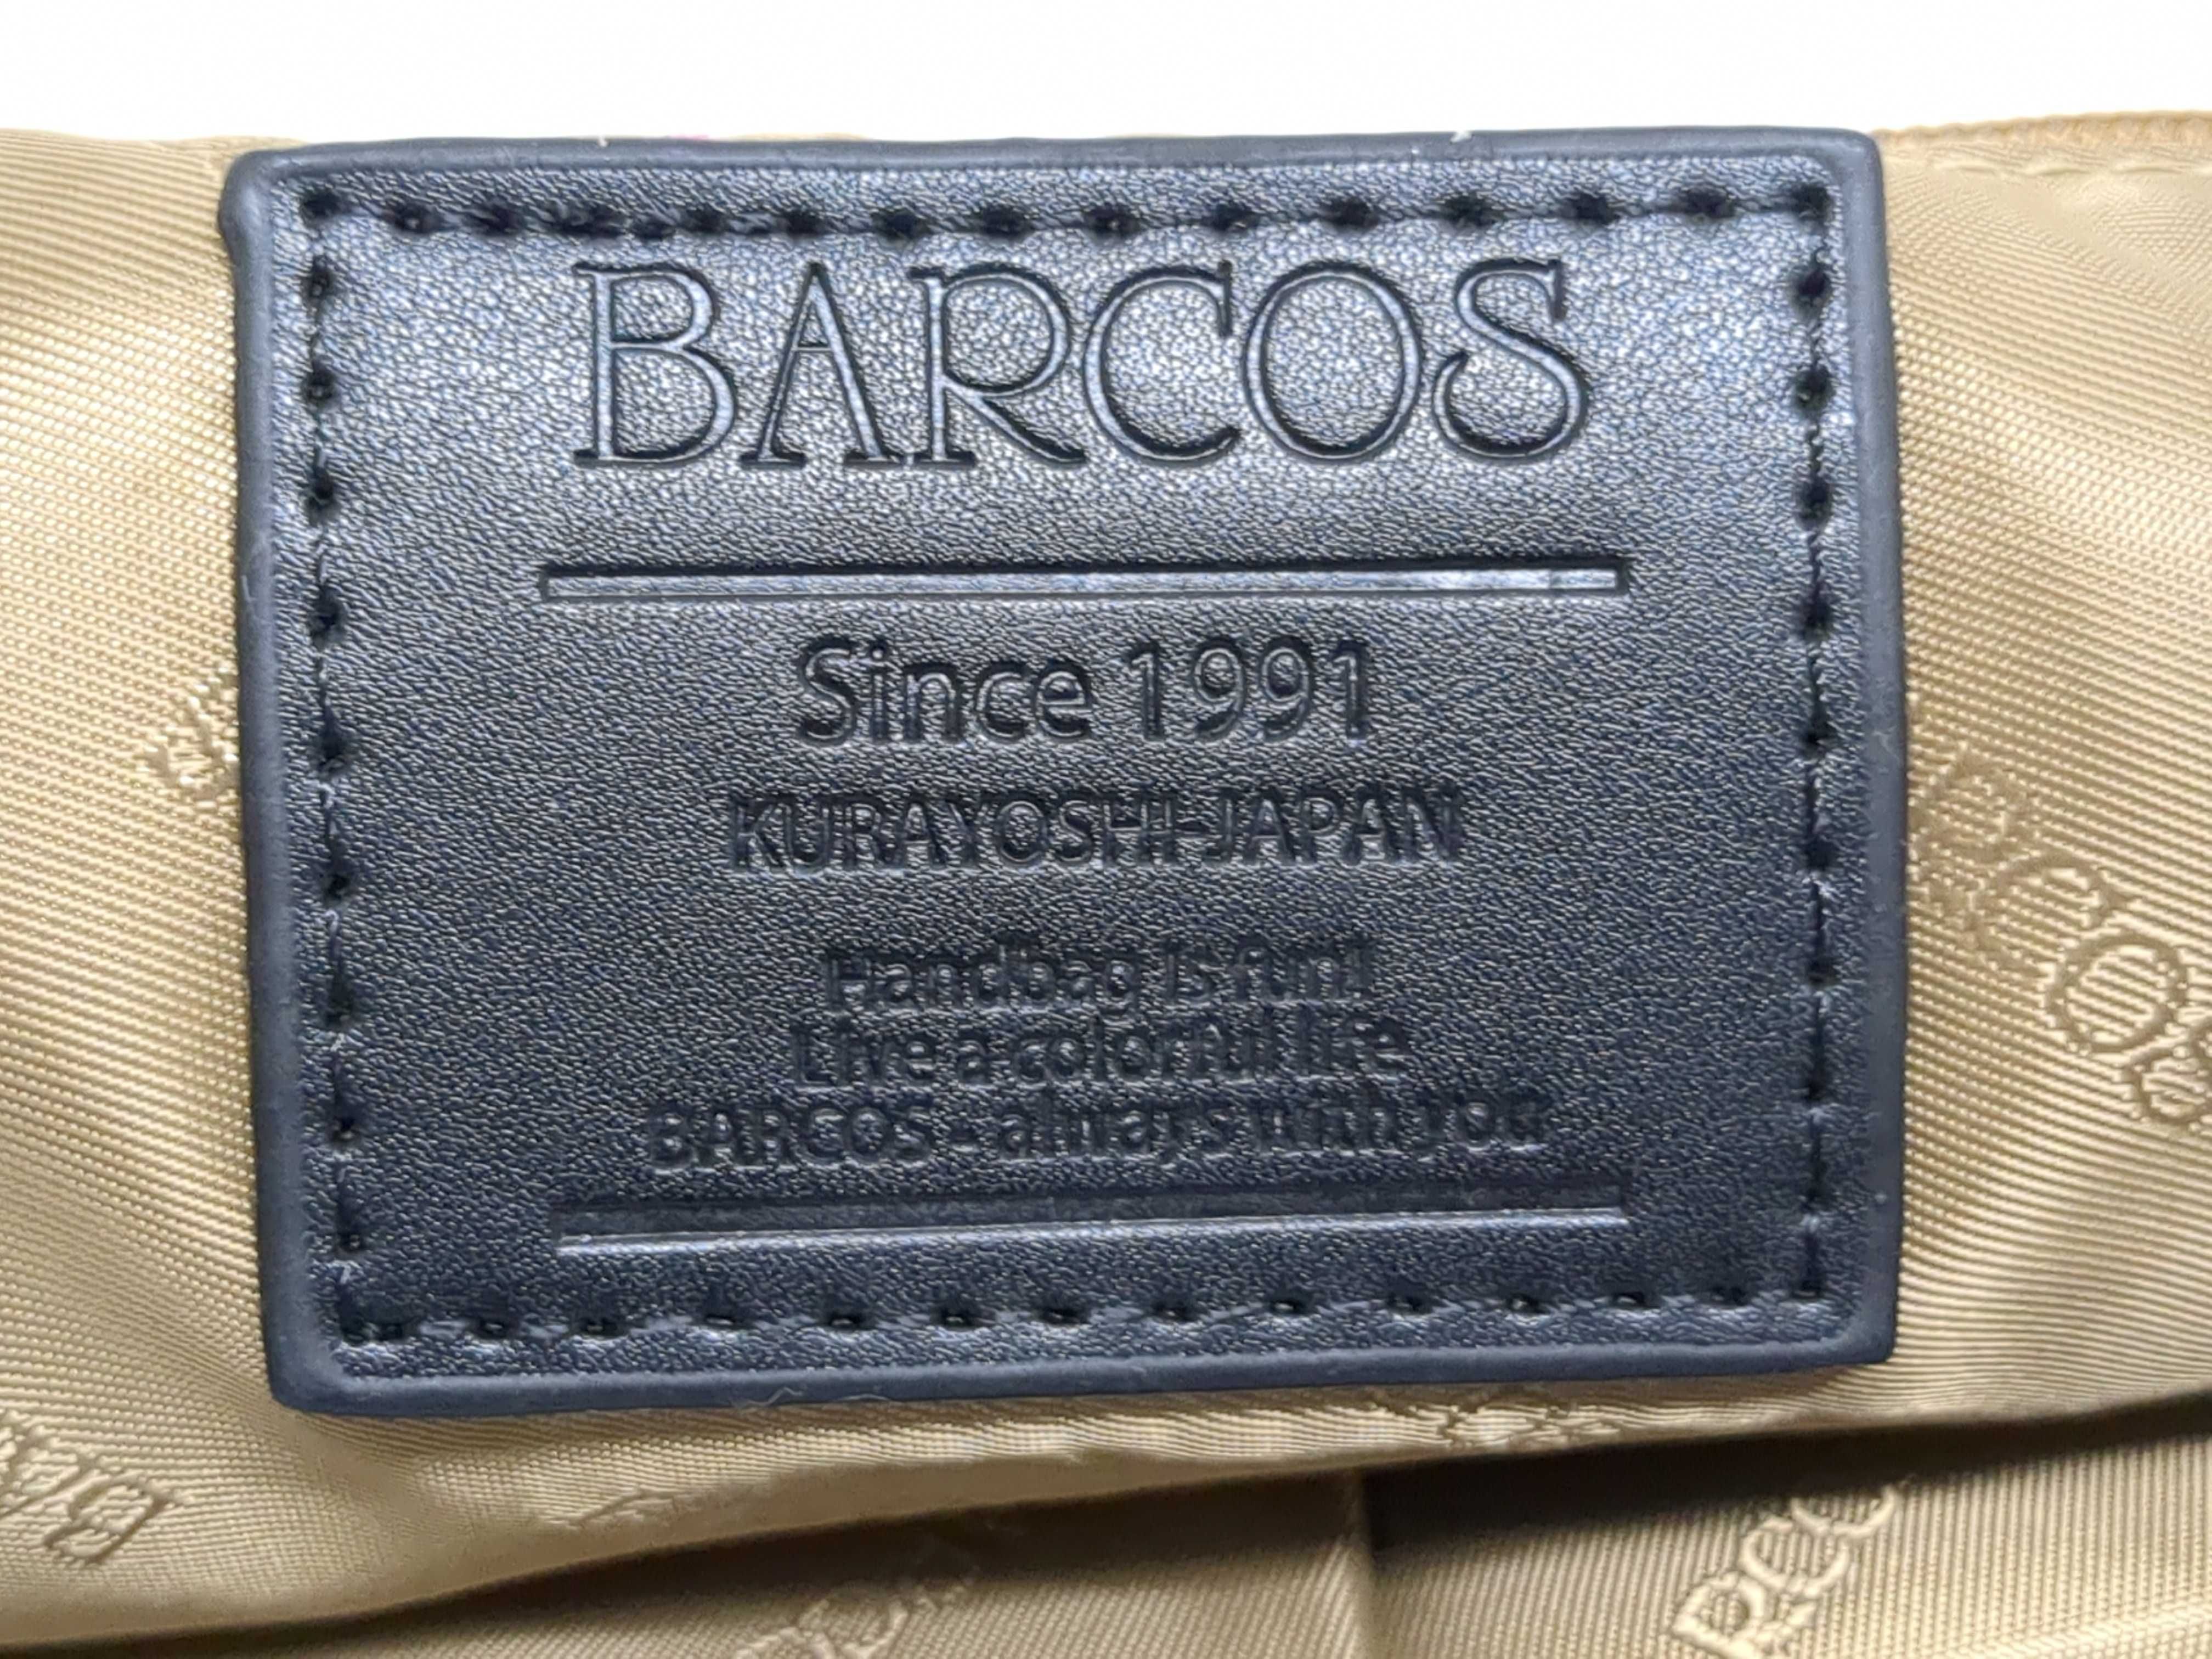 BARCOS
Since 1991
KURAYOSHI-JAPAN
Handbag is fun!
Live a colorful life
BARCOS - always with you